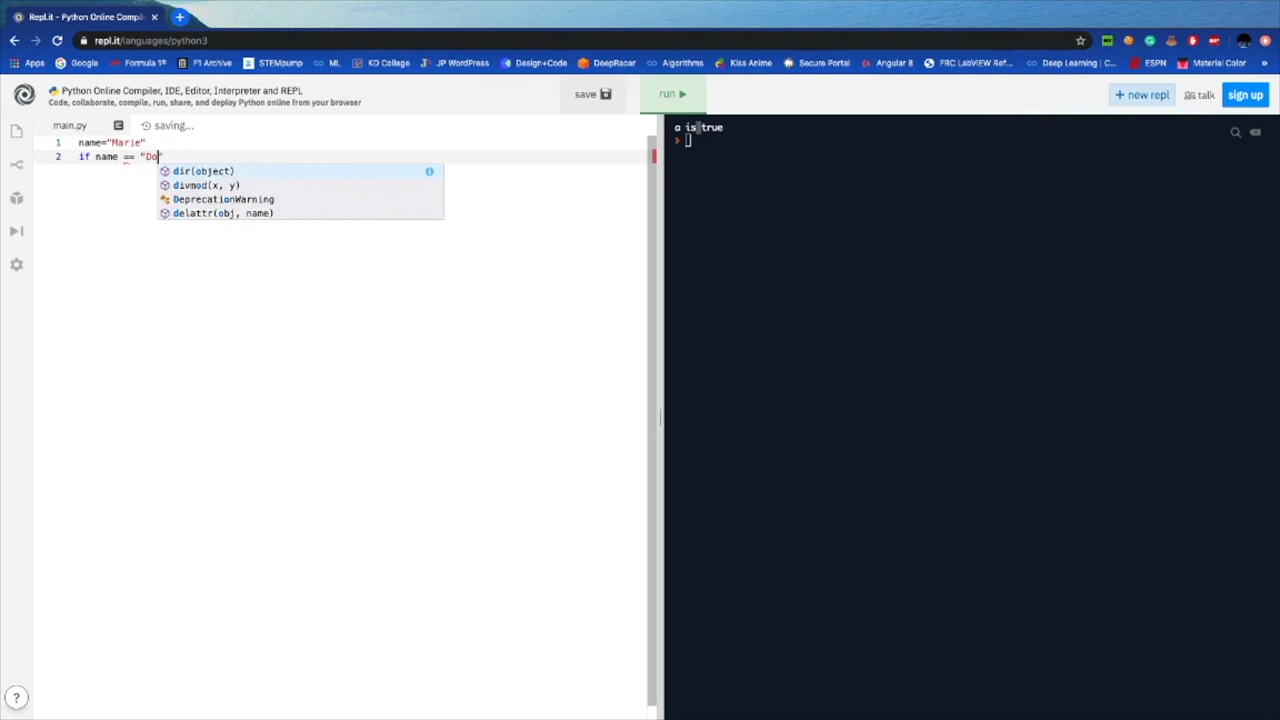 Repl.it - Python Online Compil
repl.it/languages/python3
Apps Google Formula 1® F1 Archive STEMpump ML KD College JP WordPress Design+Code DeepRacer Algorithms Kiss Anime Secure Portal Angular 8 FRC LabVIEW Ref... Deep Learning | C... ESPN Material Color »
Python Online Compiler, IDE, Editor, Interpreter and REPL
Code, collaborate, compile, run, share, and deploy Python online from your browser
save
run
+ new repl
talk
sign up
main.py
saving...
1 name="Marie"
2 if name == "Do"
dir(object)
divmod(x, y)
DeprecationWarning
delattr(obj, name)
a is true
?